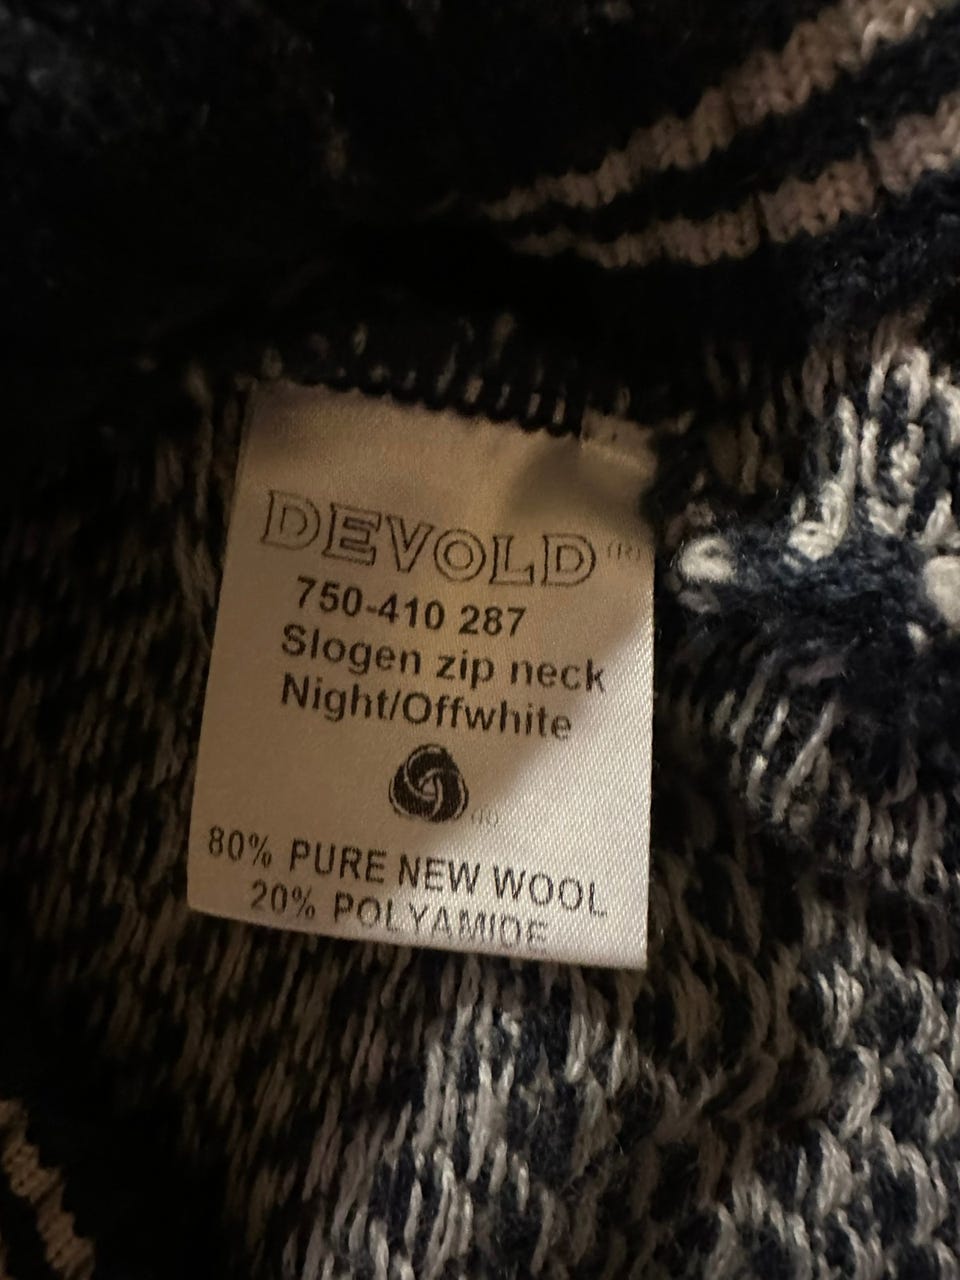 DEVOLD (R)
750-410 287
Slogen zip neck
Night/Offwhite
(R)
80% PURE NEW WOOL
20% POLYAMIDE